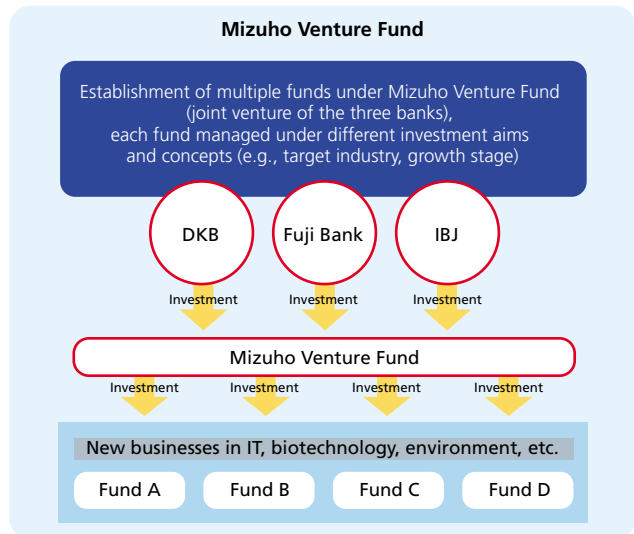 Mizuho Venture Fund
Establishment of multiple funds under Mizuho Venture Fund
(joint venture of the three banks),
each fund managed under different investment aims
and concepts (e.g., target industry, growth stage)
DKB
Fuji Bank
IBJ
Investment
Investment
Investment
Mizuho Venture Fund
Investment
Investment
Investment
Investment
New businesses in IT, biotechnology, environment, etc.
Fund A
Fund B
Fund C
Fund D